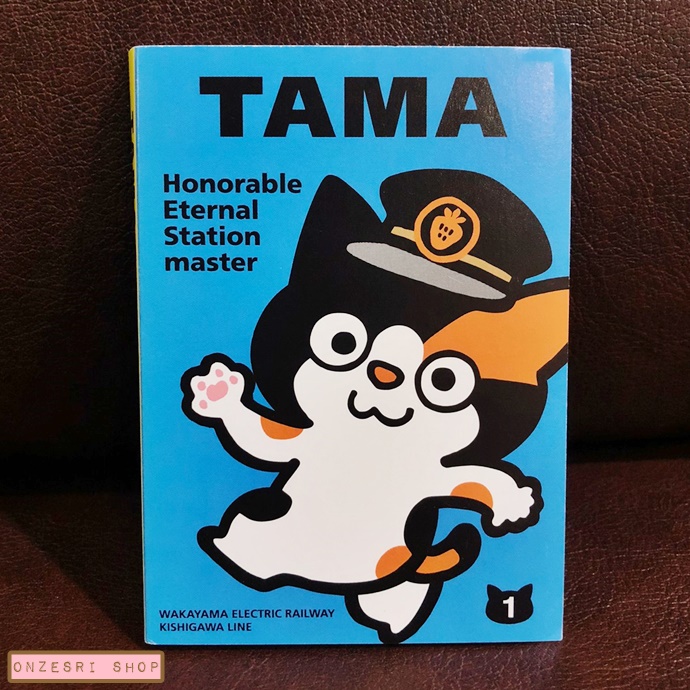 TAMA
Honorable
Eternal
Station
master
1
WAKAYAMA ELECTRIC RAILWAY
KISHIGAWA LINE
ONZESRI SHOP